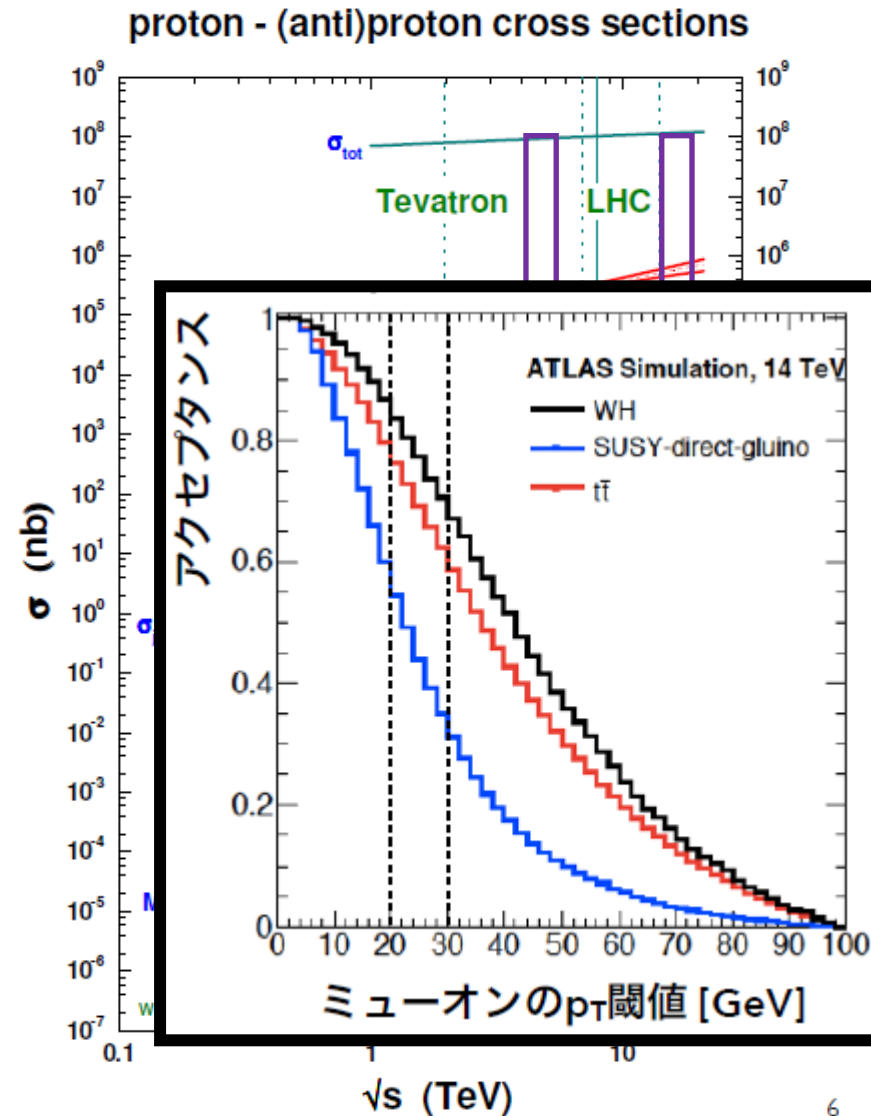 proton - (anti)proton cross sections
10⁹ 10⁹
10⁸ 10⁸
σtot
10⁷ 10⁷
Tevatron LHC
10⁶ 10⁶
10⁵
10⁴
10³
10²
10¹
10⁰
10⁻¹
10⁻²
10⁻³
10⁻⁴
10⁻⁵
10⁻⁶
10⁻⁷
σ (nb)
0.1 1 10
√s (TeV)
アクセプタンス
1
0.8
0.6
0.4
0.2
0
ATLAS Simulation, 14 TeV
WH
SUSY-direct-gluino
tt̄
0 10 20 30 40 50 60 70 80 90 100
ミューオンのpT閾値 [GeV]
6